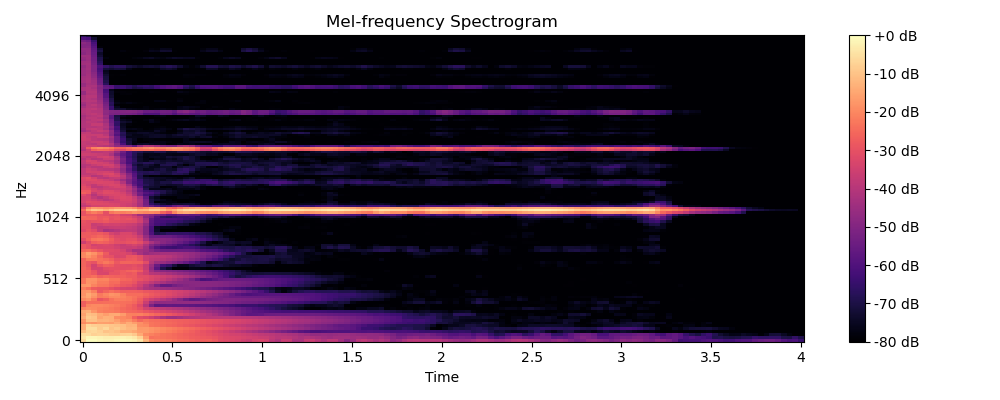 Mel-frequency Spectrogram
Hz
4096
2048
1024
512
0
0
0.5
1
1.5
2
2.5
3
3.5
4
Time
+0 dB
-10 dB
-20 dB
-30 dB
-40 dB
-50 dB
-60 dB
-70 dB
-80 dB